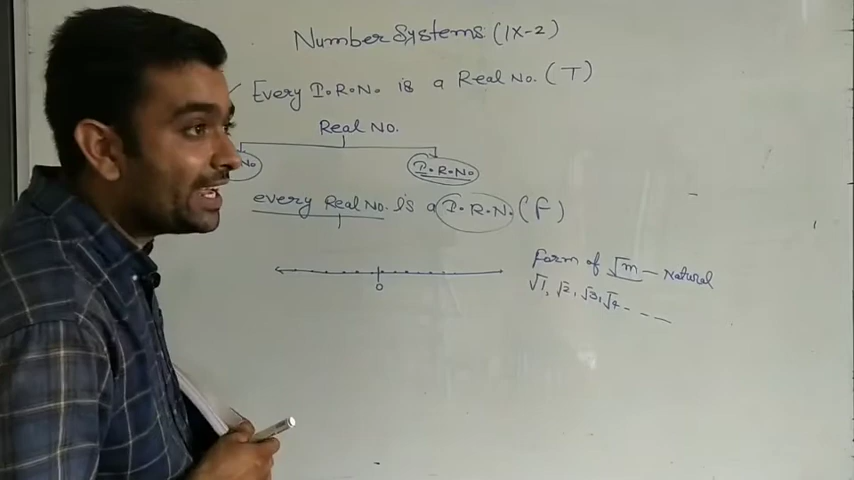 Number Systems (IX-2)
✓ Every I.R.No. is a Real No. (T)
Real No.
No I.R.No.
every Real No. is a I.R.N. (F)
Form of √m — Natural
√1, √2, √3, √4 - - -
0